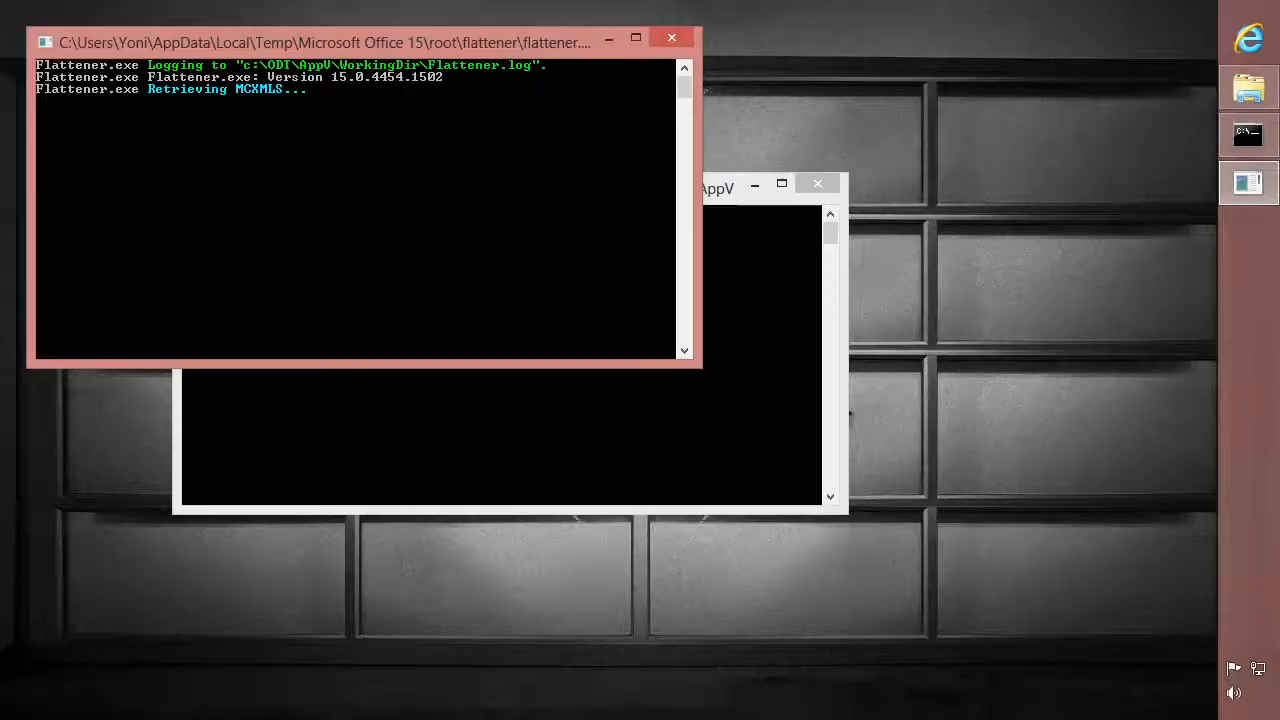 C:\Users\Yoni\AppData\Local\Temp\Microsoft Office 15\root\flattener\flattener....
Flattener.exe Logging to "c:\ODT\AppV\WorkingDir\Flattener.log".
Flattener.exe Flattener.exe: Version 15.0.4454.1502
Flattener.exe Retrieving MCXMLS...
AppV
C:\_